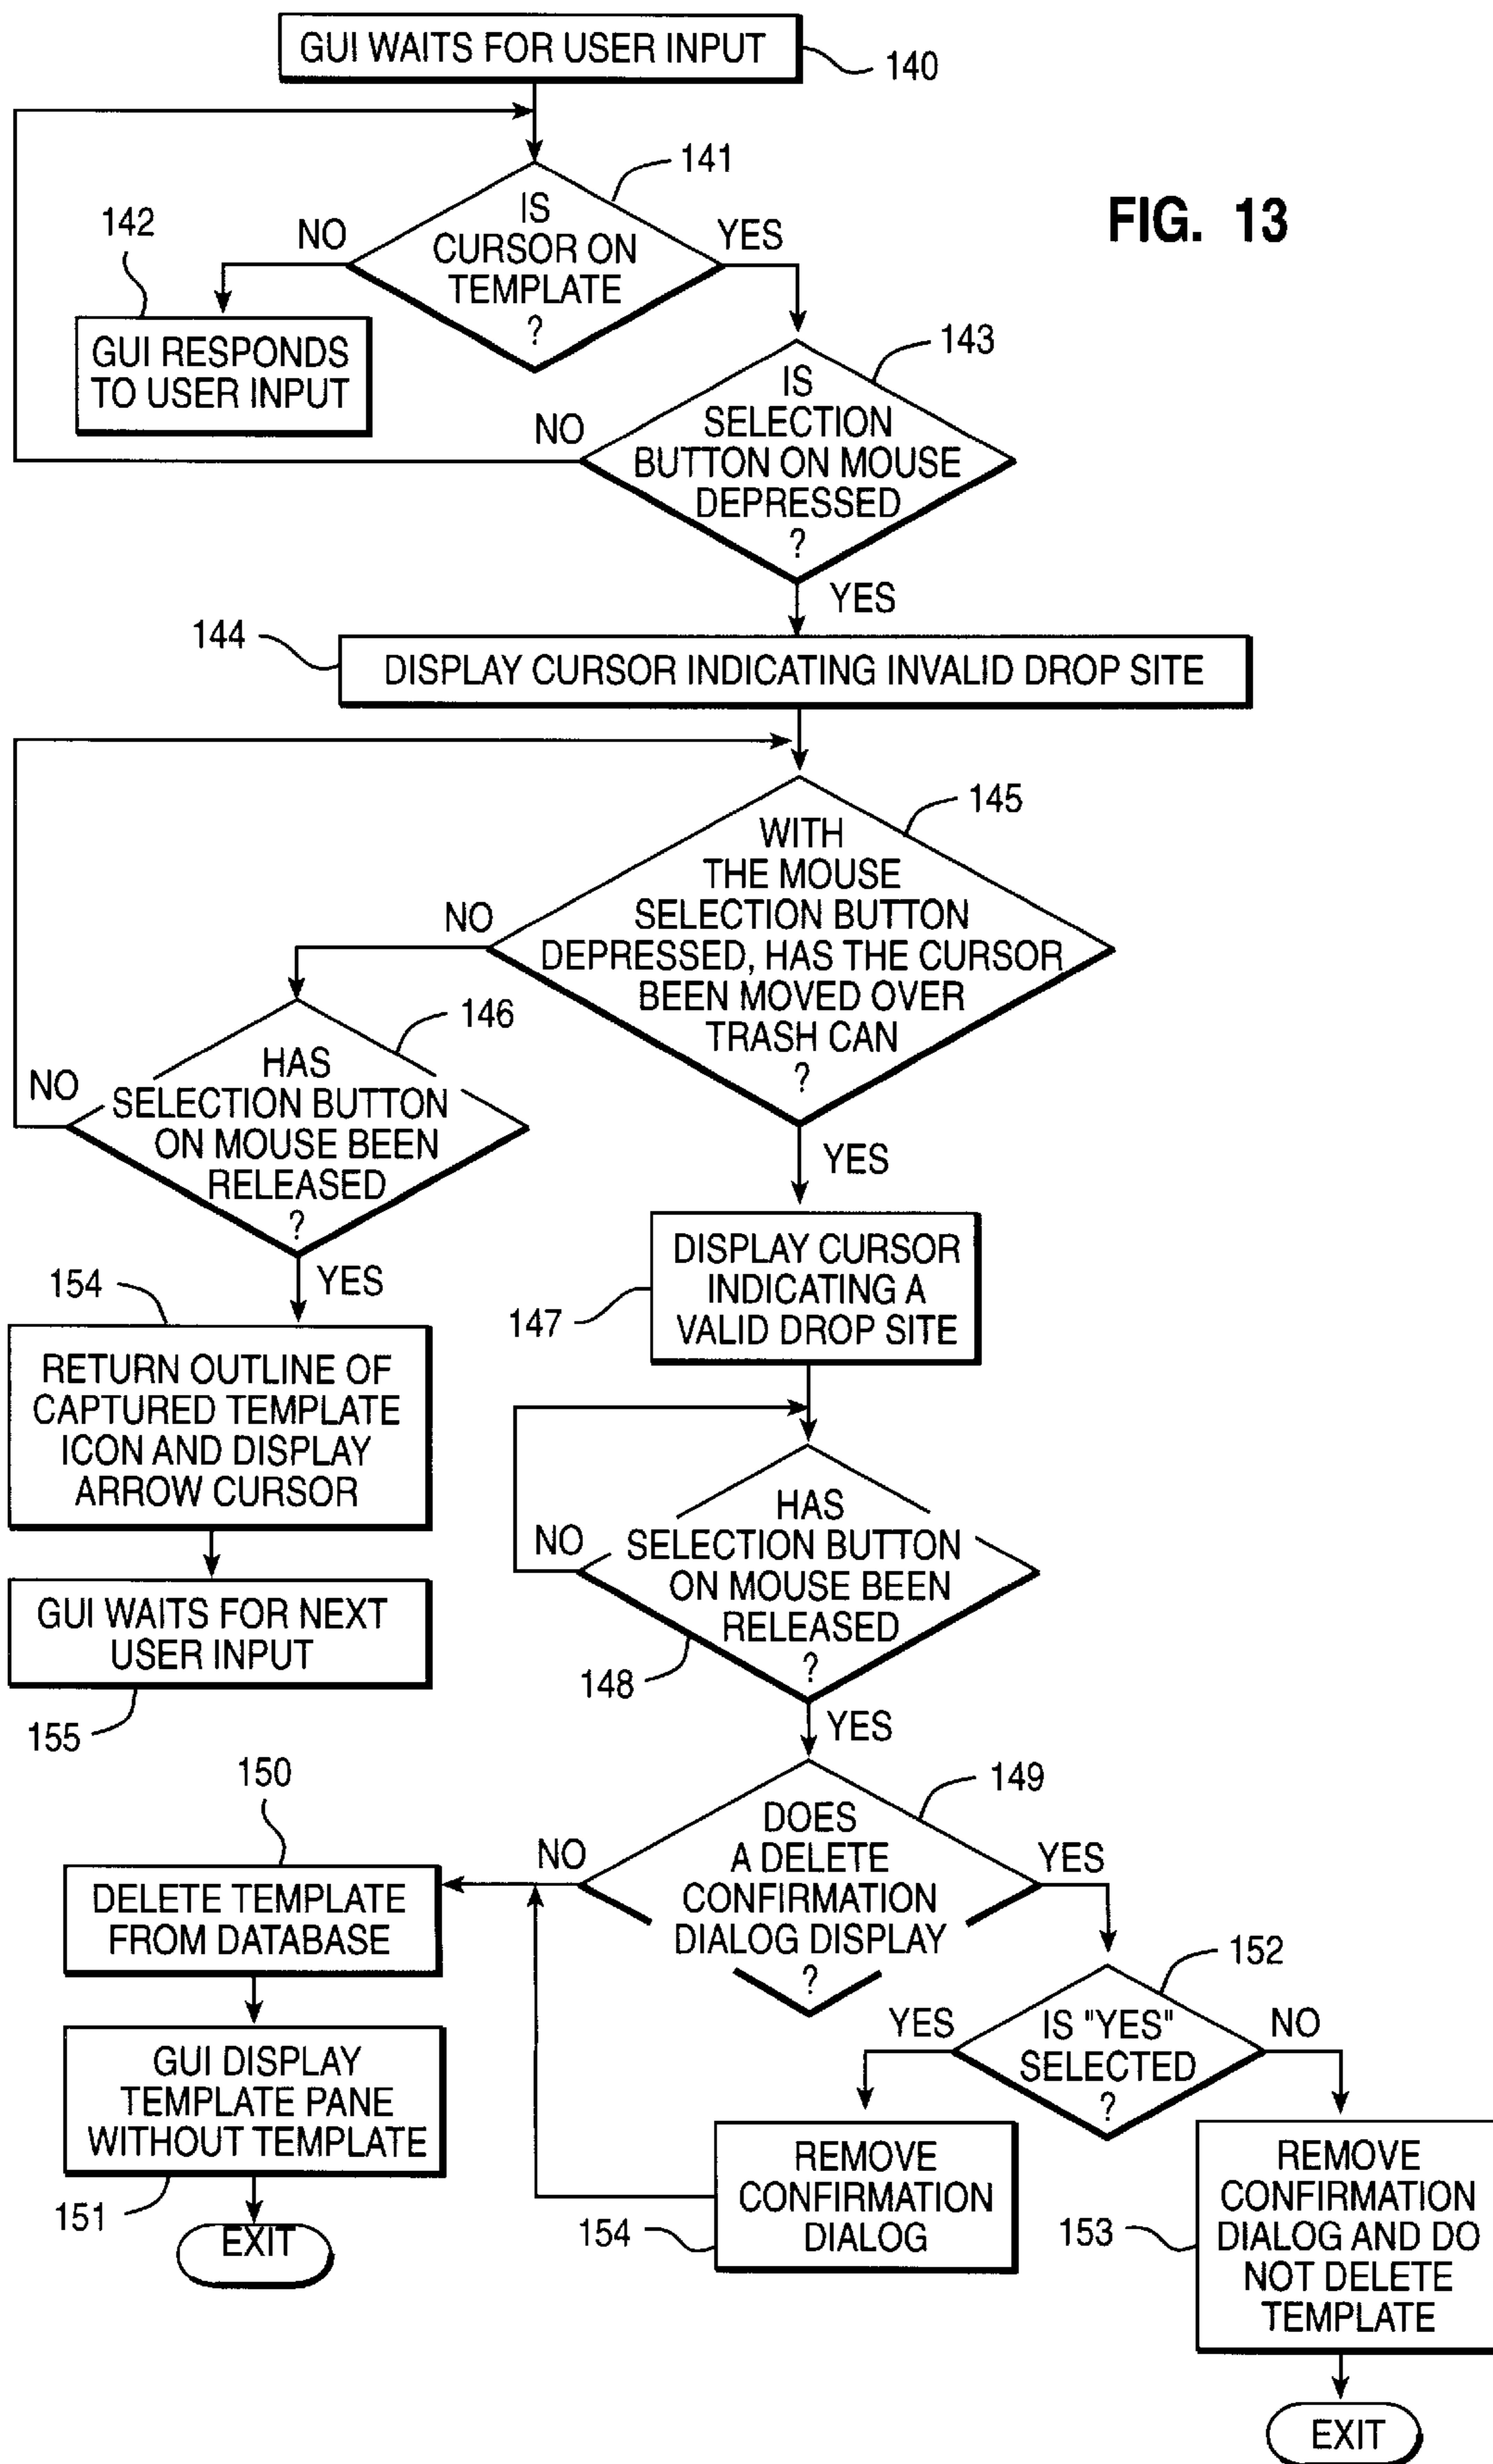 GUI WAITS FOR USER INPUT
140
FIG. 13
141
IS
CURSOR ON
TEMPLATE
?
NO
YES
142
GUI RESPONDS
TO USER INPUT
143
IS
SELECTION
BUTTON ON MOUSE
DEPRESSED
?
NO
YES
144
DISPLAY CURSOR INDICATING INVALID DROP SITE
145
WITH
THE MOUSE
SELECTION BUTTON
DEPRESSED, HAS THE CURSOR
BEEN MOVED OVER
TRASH CAN
?
NO
YES
146
HAS
SELECTION BUTTON
ON MOUSE BEEN
RELEASED
?
NO
YES
147
DISPLAY CURSOR
INDICATING A
VALID DROP SITE
154
RETURN OUTLINE OF
CAPTURED TEMPLATE
ICON AND DISPLAY
ARROW CURSOR
GUI WAITS FOR NEXT
USER INPUT
155
HAS
SELECTION BUTTON
ON MOUSE BEEN
RELEASED
?
NO
148
YES
149
DOES
A DELETE
CONFIRMATION
DIALOG DISPLAY
?
NO
YES
150
DELETE TEMPLATE
FROM DATABASE
GUI DISPLAY
TEMPLATE PANE
WITHOUT TEMPLATE
151
EXIT
152
IS "YES"
SELECTED
?
YES
NO
REMOVE
CONFIRMATION
DIALOG
154
153
REMOVE
CONFIRMATION
DIALOG AND DO
NOT DELETE
TEMPLATE
EXIT